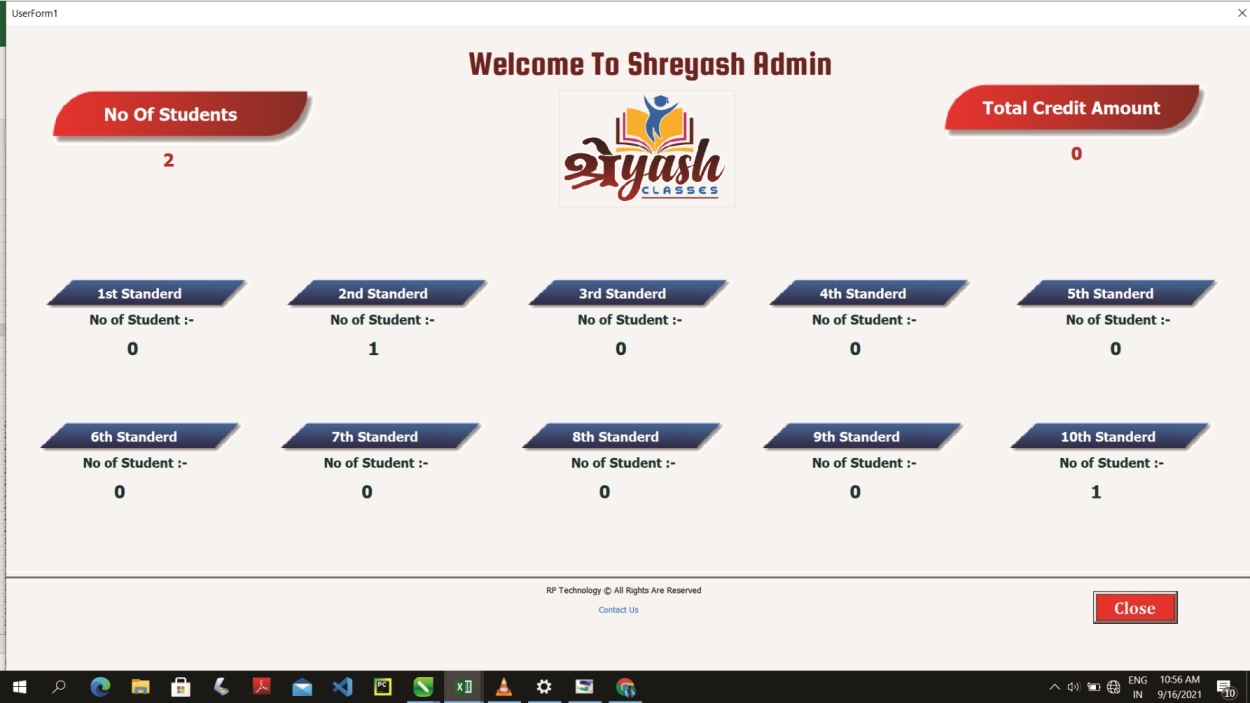 UserForm1
Welcome To Shreyash Admin
No Of Students
2
Total Credit Amount
0
श्रेyash
CLASSES
1st Standerd
2nd Standerd
3rd Standerd
4th Standerd
5th Standerd
No of Student :-
No of Student :-
No of Student :-
No of Student :-
No of Student :-
0
1
0
0
0
6th Standerd
7th Standerd
8th Standerd
9th Standerd
10th Standerd
No of Student :-
No of Student :-
No of Student :-
No of Student :-
No of Student :-
0
0
0
0
1
RP Technology © All Rights Are Reserved
Contact Us
Close
PC
ENG
IN
10:56 AM
9/16/2021
10